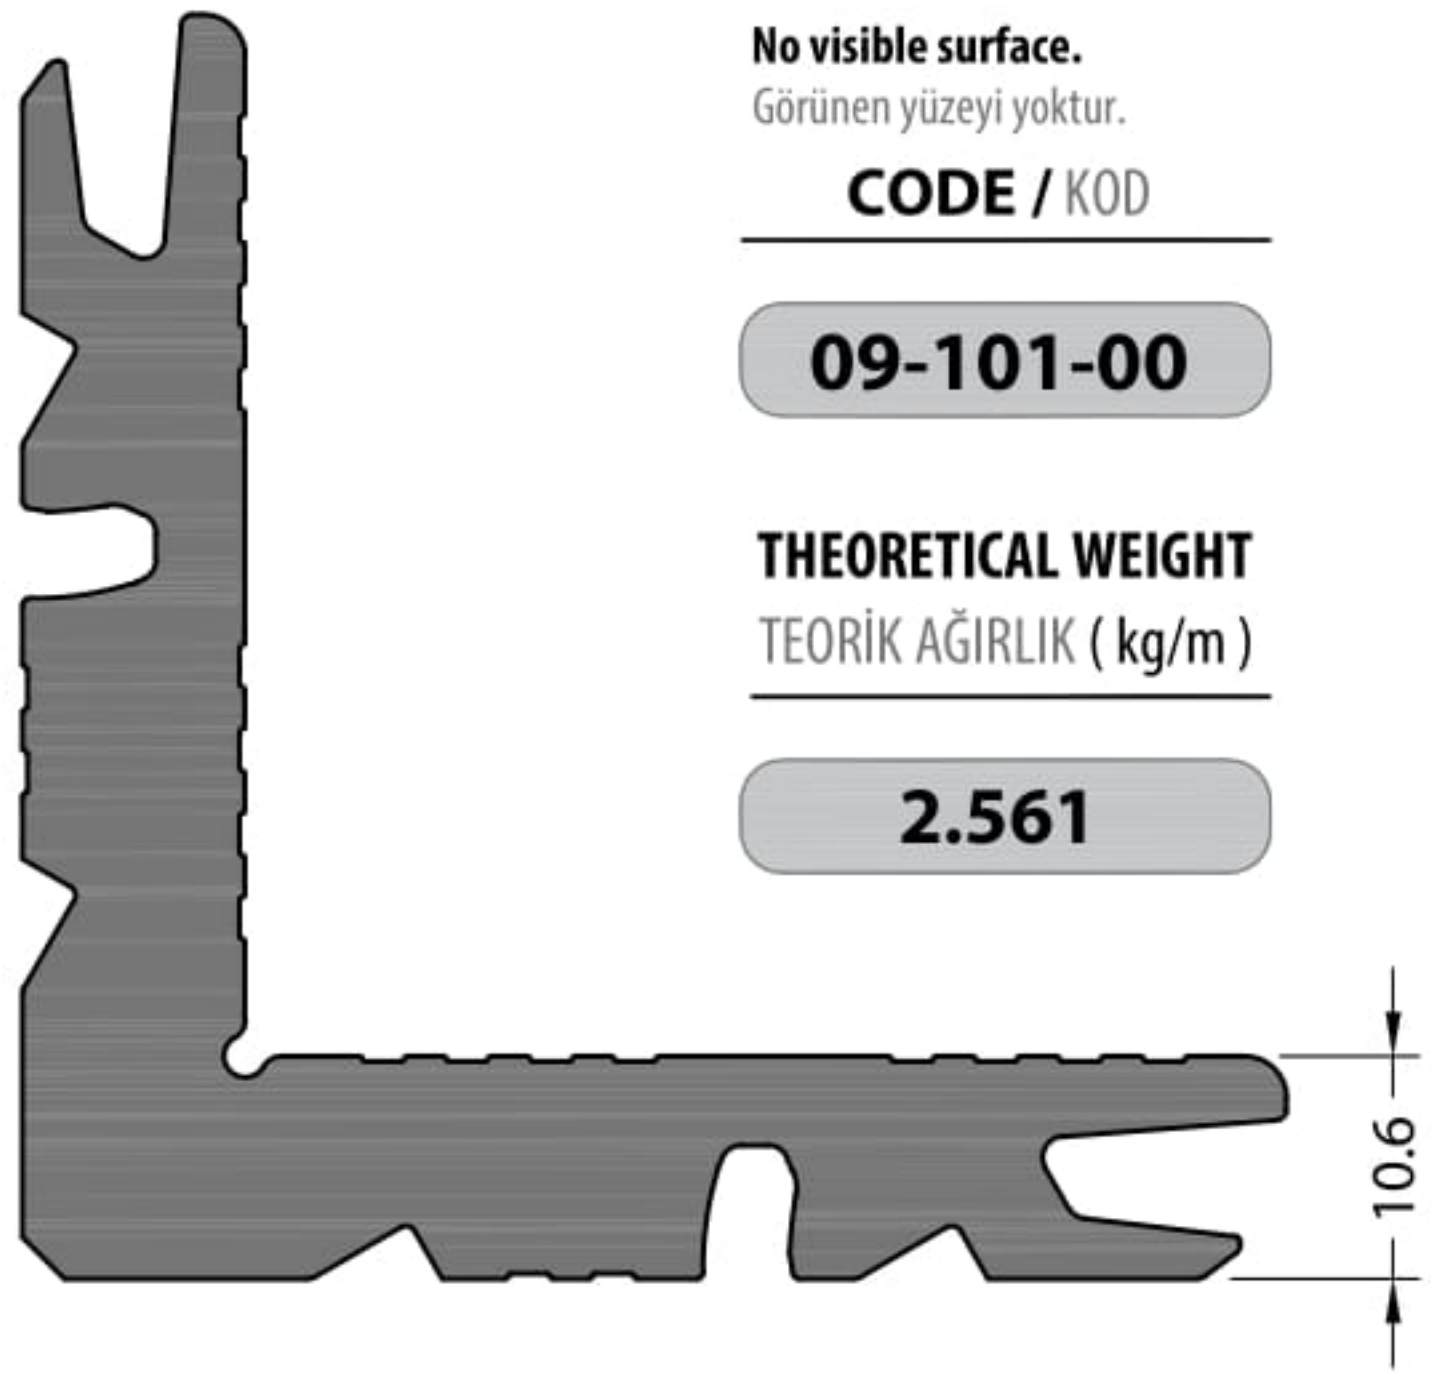 No visible surface.
Görünen yüzeyi yoktur.
CODE / KOD
09-101-00
THEORETICAL WEIGHT
TEORİK AĞIRLIK ( kg/m )
2.561
10.6